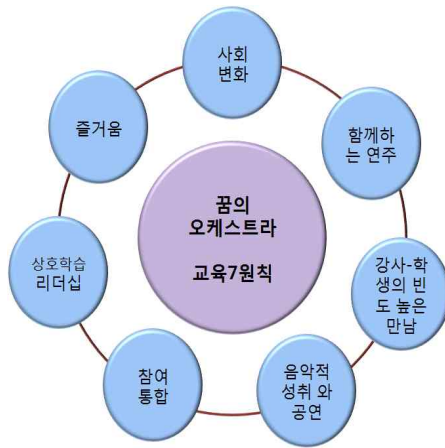 사회
변화
함께하
는 연주
강사-학
생의 빈
도 높은
만남
음악적
성취 와
공연
참여
통합
상호학습
리더십
즐거움
꿈의
오케스트라
교육7원칙